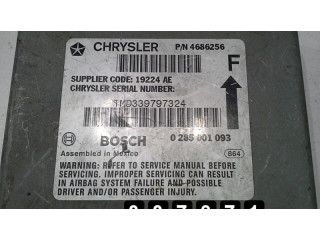 CHRYSLER P/N 4686256
SUPPLIER CODE: 19224 AE F
CHRYSLER SERIAL NUMBER:
TMD339797324
BOSCH 0 285 001 093
Assembled in Mexico 864
WARNING: REFER TO SERVICE MANUAL BEFORE
SERVICING. IMPROPER SERVICING CAN RESULT
IN AIRBAG SYSTEM FAILURE AND POSSIBLE
DRIVER AND/OR PASSENGER INJURY.